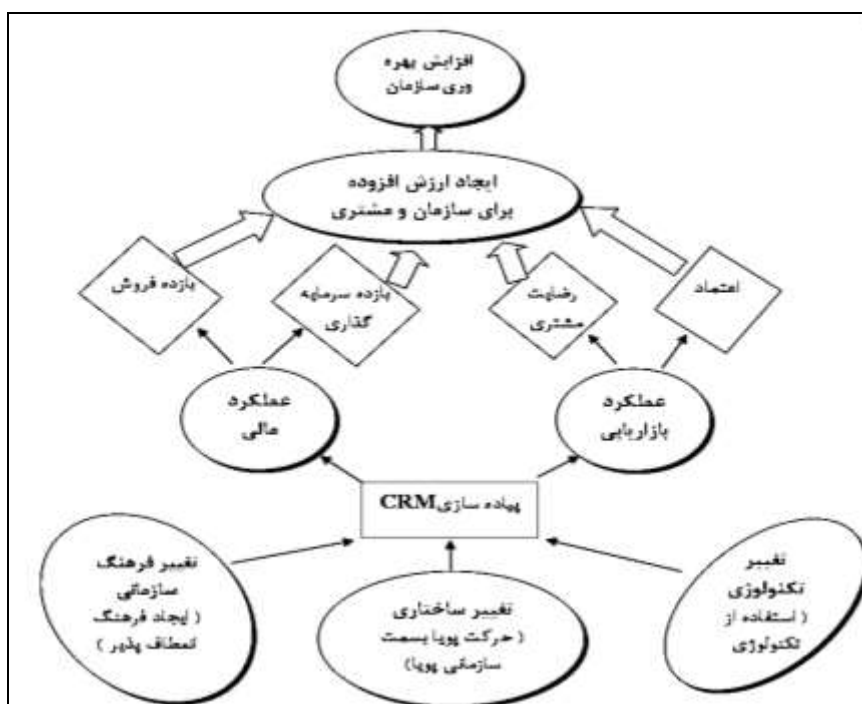 افزایش بهره
وری سازمان
ایجاد ارزش افزوده
برای سازمان و مشتری
اعتماد
رضایت
مشتری
بازده سرمایه
گذاری
بازده فروش
عملکرد
بازاریابی
عملکرد
مالی
پیاده سازی CRM
تغییر
تکنولوژی
( استفاده از
تکنولوژی
تغییر ساختاری
( حرکت پویا بسمت
سازمانی پویا)
تغییر فرهنگ
سازمانی
( ایجاد فرهنگ
انعطاف پذیر )